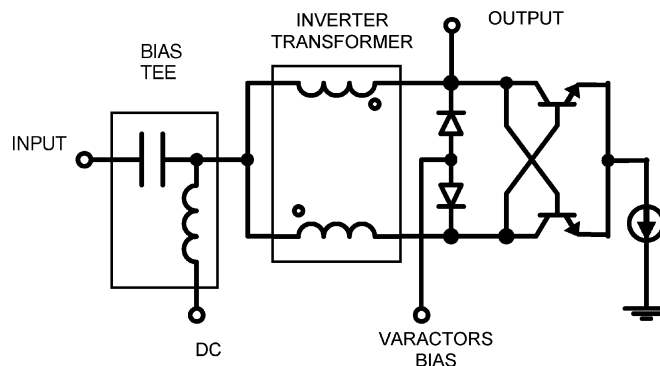 INVERTER
TRANSFORMER
OUTPUT
BIAS
TEE
INPUT
DC
VARACTORS
BIAS